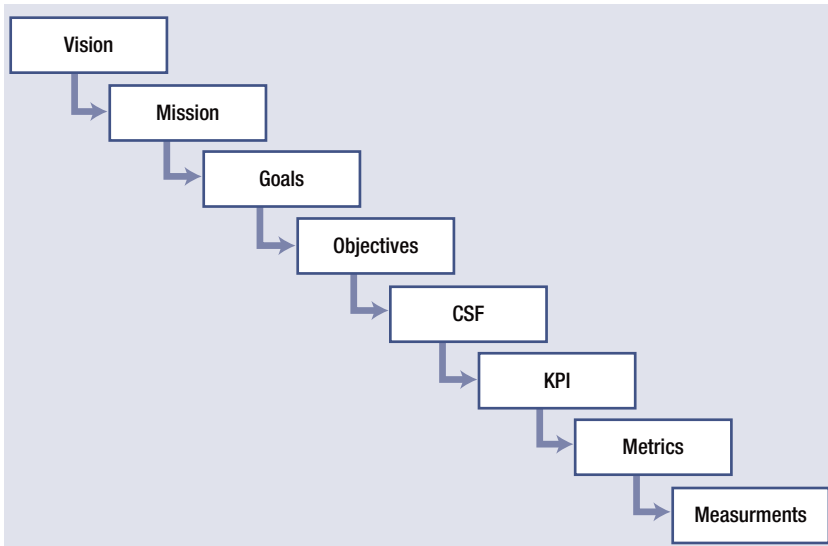 Vision
Mission
Goals
Objectives
CSF
KPI
Metrics
Measurments